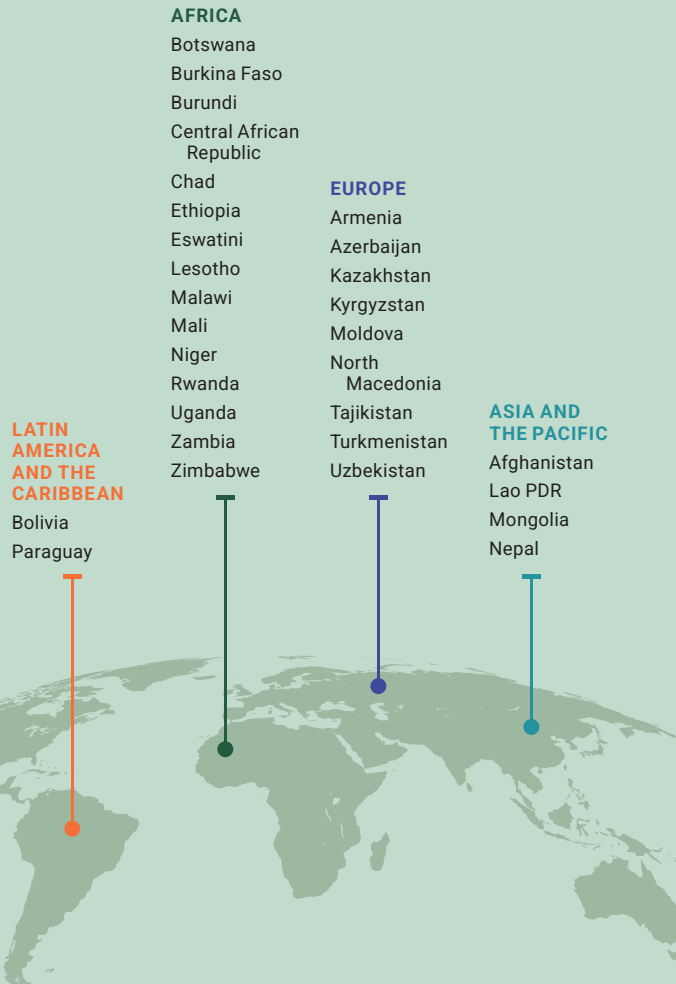 LATIN
AMERICA
AND THE
CARIBBEAN
Bolivia
Paraguay
AFRICA
Botswana
Burkina Faso
Burundi
Central African
Republic
Chad
Ethiopia
Eswatini
Lesotho
Malawi
Mali
Niger
Rwanda
Uganda
Zambia
Zimbabwe
EUROPE
Armenia
Azerbaijan
Kazakhstan
Kyrgyzstan
Moldova
North
Macedonia
Tajikistan
Turkmenistan
Uzbekistan
ASIA AND
THE PACIFIC
Afghanistan
Lao PDR
Mongolia
Nepal